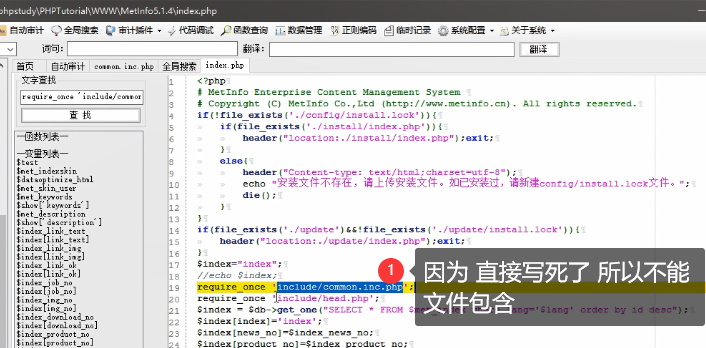 phpstudy\PHPTutorial\WWW\MetInfo5.1.4\index.php
自动审计 全局搜索 审计插件 代码调试 函数查询 数据管理 正则编码 临时记录 系统配置 关于系统
词句: 翻译: 翻译
首页 自动审计 common.inc.php 全局搜索 index.php
文字查找
require_once 'include/common
查 找
—函数列表—
—变量列表—
$test
$met_indexskin
$dataoptimize_html
$met_skin_user
$met_keywords
$show['keywords']
$met_description
$show['description']
$index_link_text
$index[link_text]
$index_link_img
$index[link_img]
$index_link_ok
$index[link_ok]
$index_job_no
$index[job_no]
$index_img_no
$index[img_no]
$index_download_no
$index[download_no]
$index_product_no
$index[product_no]
1 <?php
2 # MetInfo Enterprise Content Management System
3 # Copyright (C) MetInfo Co.,Ltd (http://www.metinfo.cn). All rights reserved.
4 if(!file_exists('./config/install.lock')){
5 if(file_exists('./install/index.php')){
6 header("location:./install/index.php");exit;
7 }
8 else{
9 header("Content-type: text/html;charset=utf-8");
10 echo "安装文件不存在，请上传安装文件。如已安装过，请新建config/install.lock文件。";
11 die();
12 }
13 }
14 if(file_exists('./update')&&!file_exists('./update/install.lock')){
15 header("location:./update/index.php");exit;
16 }
17 $index="index";
18 //echo $index;
19 require_once 'include/common.inc.php';
20 require_once 'include/head.php';
21 $index = $db->get_one("SELECT * FROM $met_index where lang='$lang' order by id desc");
22 $index[index]='index';
23 $index[news_no]=$index_news_no;
24 $index[product_no]=$index_product_no
1
因为 直接写死了 所以不能
文件包含